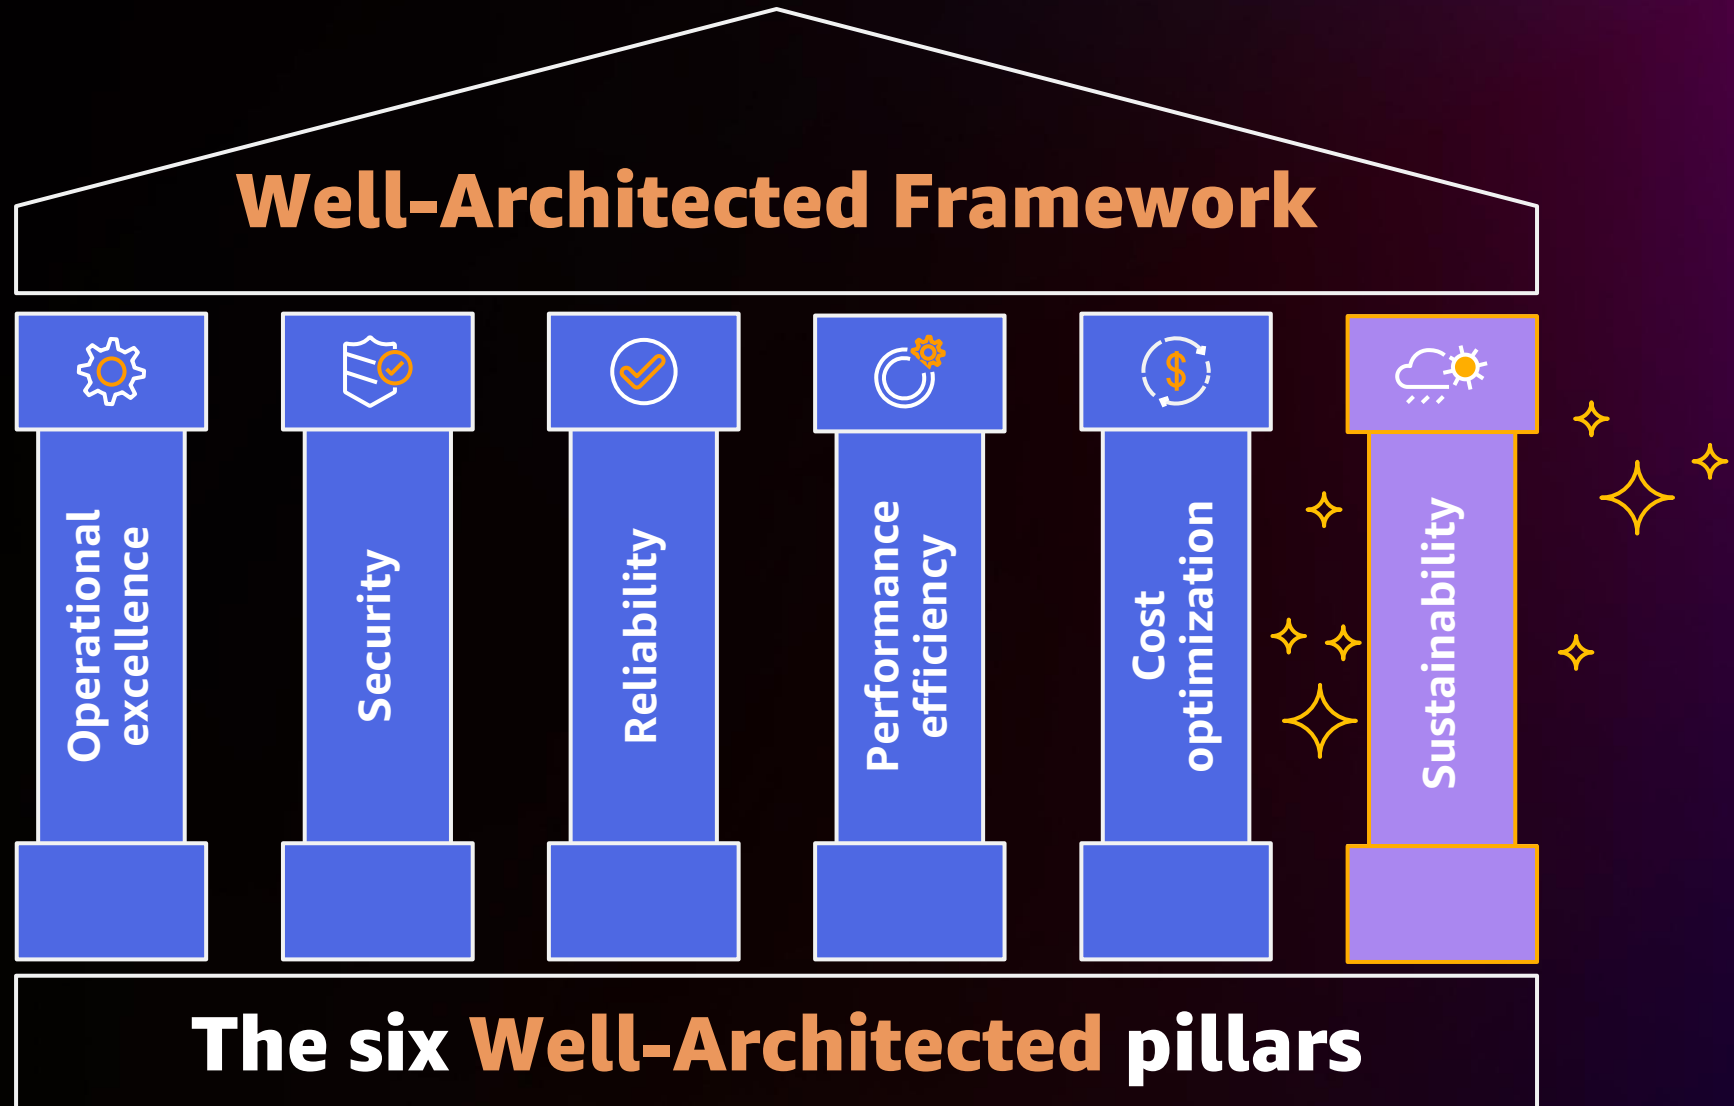 Well-Architected Framework
Operational
excellence
Security
Reliability
Performance
efficiency
$
Cost
optimization
Sustainability
The six Well-Architected pillars